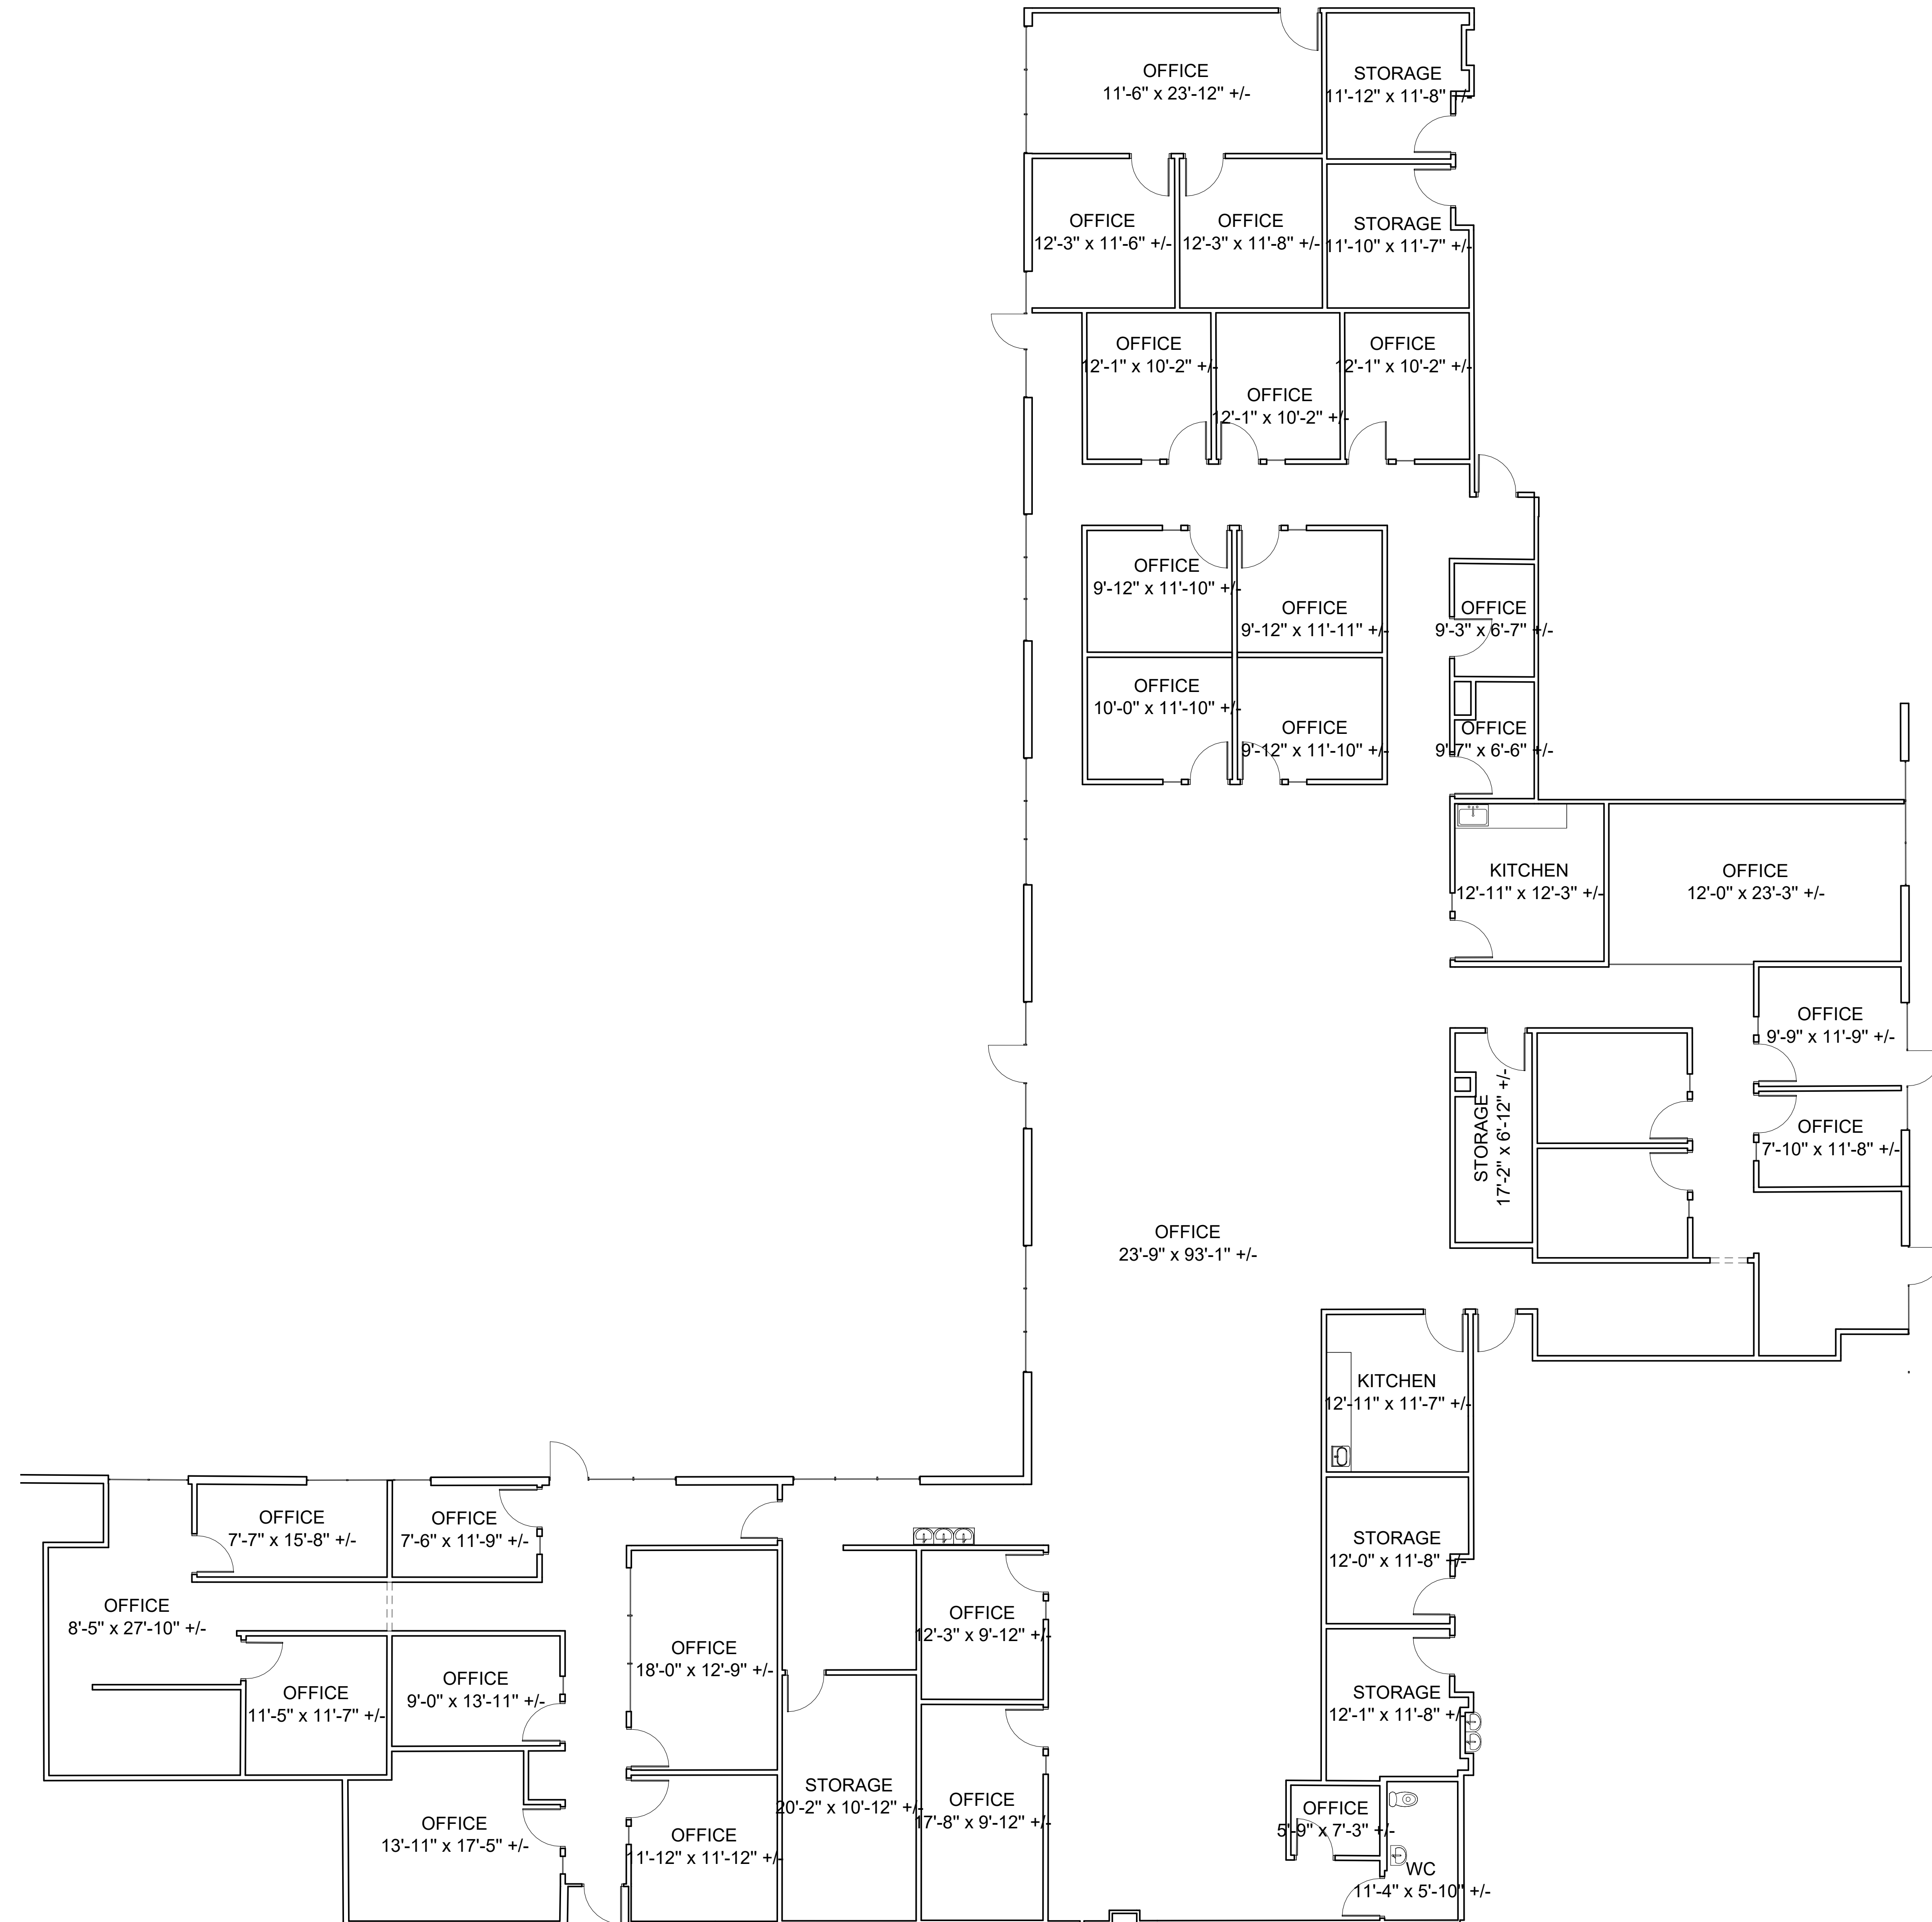 OFFICE
11'-6" x 23'-12" +/-
STORAGE
11'-12" x 11'-8" +/-
OFFICE
12'-3" x 11'-6" +/-
OFFICE
12'-3" x 11'-8" +/-
STORAGE
11'-10" x 11'-7" +/-
OFFICE
12'-1" x 10'-2" +/-
OFFICE
12'-1" x 10'-2" +/-
OFFICE
12'-1" x 10'-2" +/-
OFFICE
9'-12" x 11'-10" +/-
OFFICE
9'-12" x 11'-11" +/-
OFFICE
9'-3" x 6'-7" +/-
OFFICE
10'-0" x 11'-10" +/-
OFFICE
9'-12" x 11'-10" +/-
OFFICE
9'-7" x 6'-6" +/-
KITCHEN
12'-11" x 12'-3" +/-
OFFICE
12'-0" x 23'-3" +/-
OFFICE
9'-9" x 11'-9" +/-
STORAGE
17'-2" x 6'-12" +/-
OFFICE
7'-10" x 11'-8" +/-
OFFICE
23'-9" x 93'-1" +/-
KITCHEN
12'-11" x 11'-7" +/-
OFFICE
7'-7" x 15'-8" +/-
OFFICE
7'-6" x 11'-9" +/-
STORAGE
12'-0" x 11'-8" +/-
OFFICE
8'-5" x 27'-10" +/-
OFFICE
12'-3" x 9'-12" +/-
OFFICE
18'-0" x 12'-9" +/-
OFFICE
9'-0" x 13'-11" +/-
OFFICE
11'-5" x 11'-7" +/-
STORAGE
12'-1" x 11'-8" +/-
STORAGE
20'-2" x 10'-12" +/-
OFFICE
17'-8" x 9'-12" +/-
OFFICE
5'-9" x 7'-3" +/-
OFFICE
13'-11" x 17'-5" +/-
OFFICE
11'-12" x 11'-12" +/-
WC
11'-4" x 5'-10" +/-